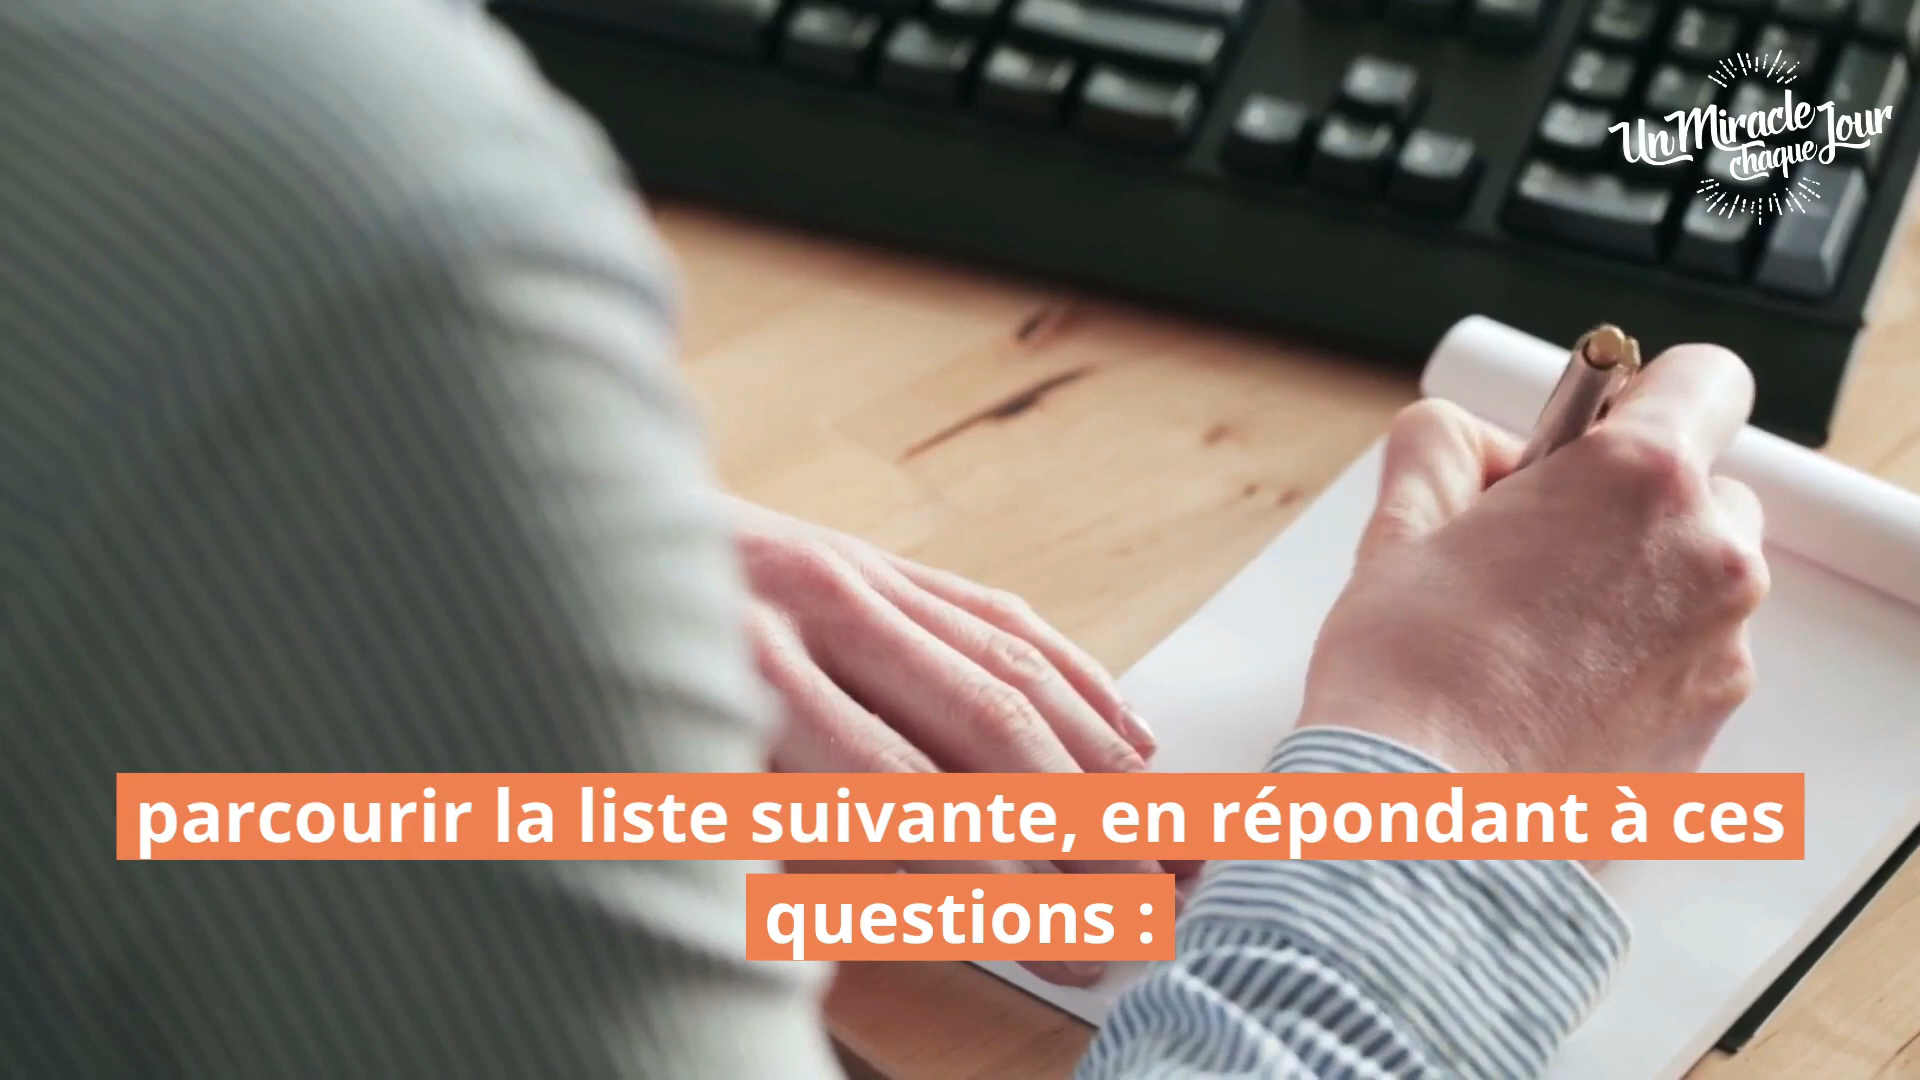 Un Miracle
chaque Jour
parcourir la liste suivante, en répondant à ces
questions :